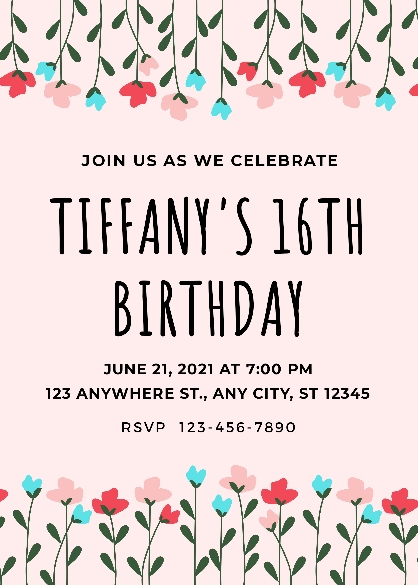 JOIN US AS WE CELEBRATE
TIFFANY'S 16TH
BIRTHDAY
JUNE 21, 2021 AT 7:00 PM
123 ANYWHERE ST., ANY CITY, ST 12345
RSVP 123-456-7890